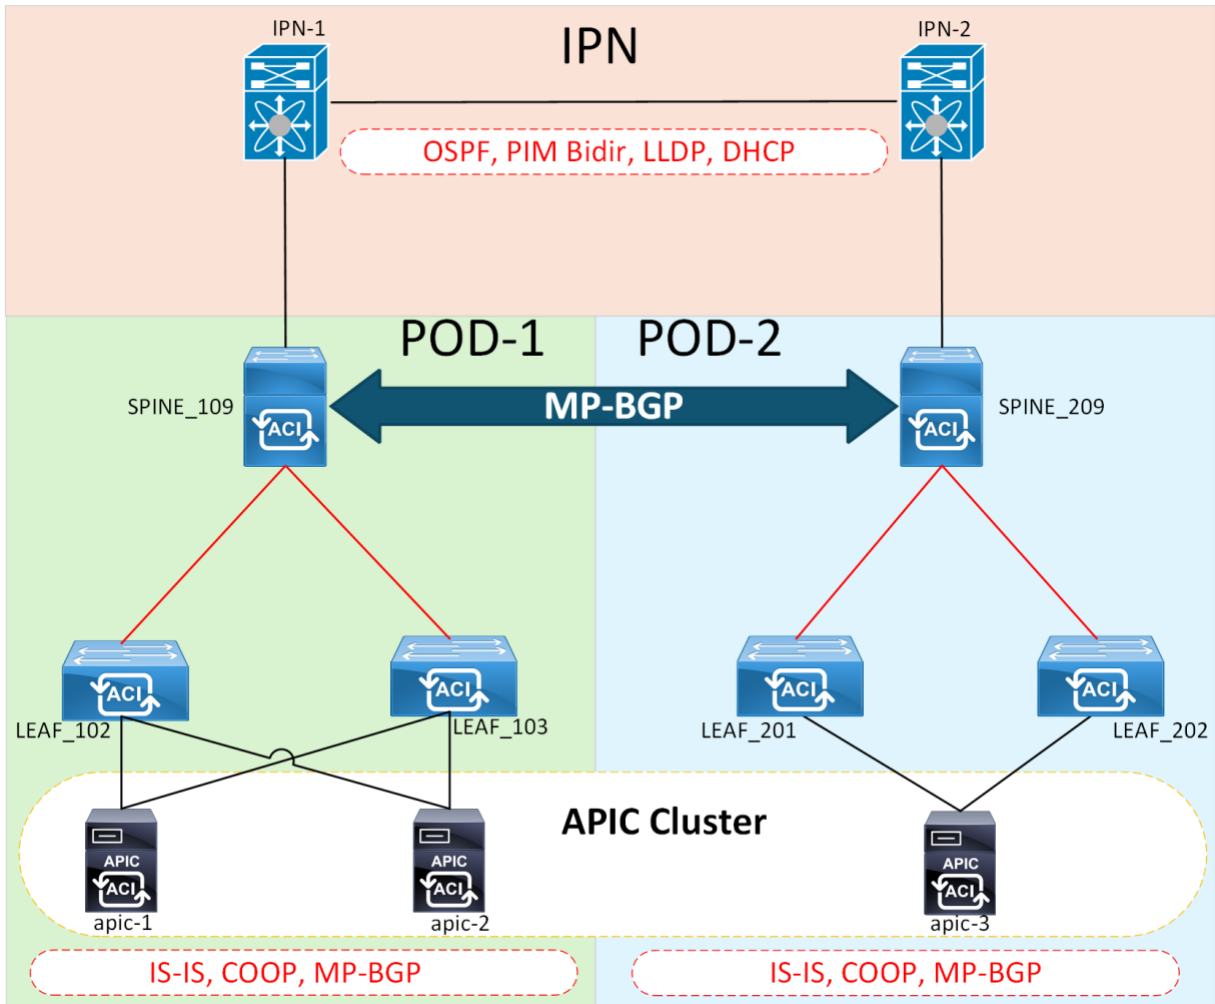 IPN-1
IPN
IPN-2
OSPF, PIM Bidir, LLDP, DHCP
POD-1
POD-2
SPINE_109
MP-BGP
SPINE_209
ACI
ACI
ACI
ACI
ACI
ACI
LEAF_102
LEAF_103
LEAF_201
LEAF_202
APIC Cluster
APIC
ACI
apic-1
APIC
ACI
apic-2
APIC
ACI
apic-3
IS-IS, COOP, MP-BGP
IS-IS, COOP, MP-BGP